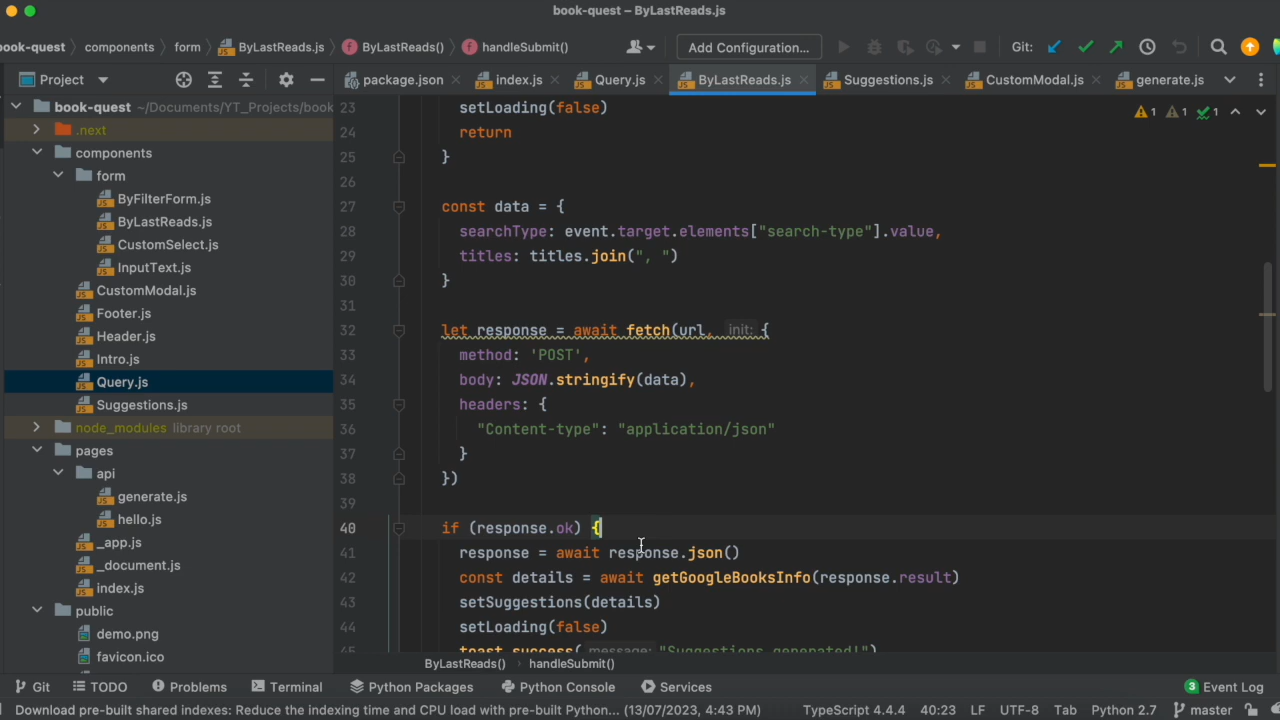 book-quest – ByLastReads.js
book-quest components form ByLastReads.js ByLastReads() handleSubmit() Add Configuration... Git:
Project package.json index.js Query.js ByLastReads.js Suggestions.js CustomModal.js generate.js
book-quest ~/Documents/YT_Projects/book
.next
components
form
ByFilterForm.js
ByLastReads.js
CustomSelect.js
InputText.js
CustomModal.js
Footer.js
Header.js
Intro.js
Query.js
Suggestions.js
node_modules library root
pages
api
generate.js
hello.js
_app.js
_document.js
index.js
public
demo.png
favicon.ico
1 1 1
23 setLoading(false)
24 return
25 }
26
27 const data = {
28 searchType: event.target.elements["search-type"].value,
29 titles: titles.join(", ")
30 }
31
32 let response = await fetch(url, init: {
33 method: 'POST',
34 body: JSON.stringify(data),
35 headers: {
36 "Content-type": "application/json"
37 }
38 })
39
40 if (response.ok) {
41 response = await response.json()
42 const details = await getGoogleBooksInfo(response.result)
43 setSuggestions(details)
44 setLoading(false)
45 toast.success( message: "Suggestions generated!")
ByLastReads() handleSubmit()
Git TODO Problems Terminal Python Packages Python Console Services 3 Event Log
Download pre-built shared indexes: Reduce the indexing time and CPU load with pre-built Python... (13/07/2023, 4:43 PM) TypeScript 4.4.4 40:23 LF UTF-8 Tab Python 2.7 master